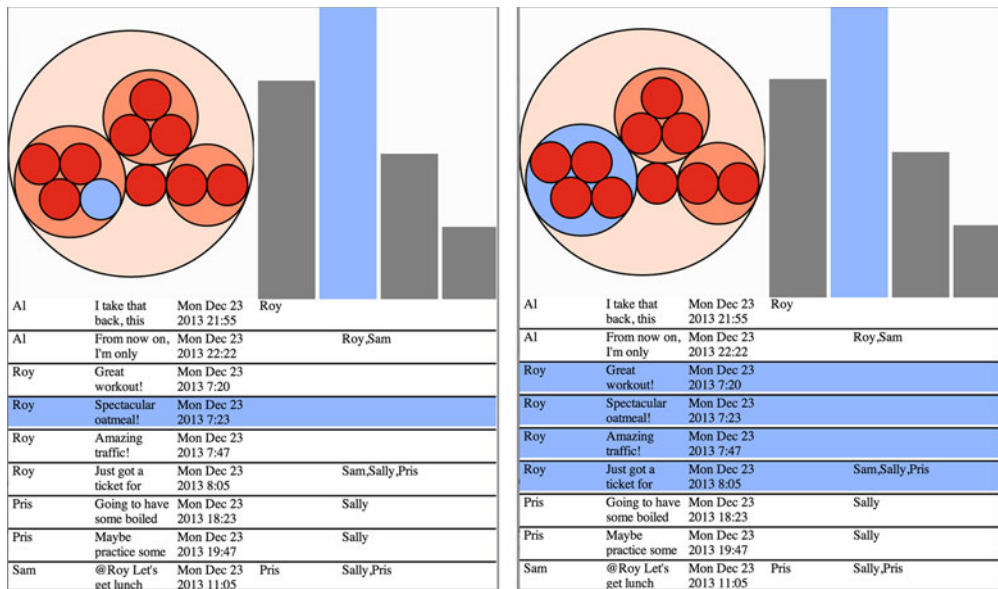 Al I take that Mon Dec 23 Roy
back, this 2013 21:55
Al From now on, Mon Dec 23 Roy,Sam
I'm only 2013 22:22
Roy Great Mon Dec 23
workout! 2013 7:20
Roy Spectacular Mon Dec 23
oatmeal! 2013 7:23
Roy Amazing Mon Dec 23
traffic! 2013 7:47
Roy Just got a Mon Dec 23 Sam,Sally,Pris
ticket for 2013 8:05
Pris Going to have Mon Dec 23 Sally
some boiled 2013 18:23
Pris Maybe Mon Dec 23 Sally
practice some 2013 19:47
Sam @Roy Let's Mon Dec 23 Pris Sally,Pris
get lunch 2013 11:05
Al I take that Mon Dec 23 Roy
back, this 2013 21:55
Al From now on, Mon Dec 23 Roy,Sam
I'm only 2013 22:22
Roy Great Mon Dec 23
workout! 2013 7:20
Roy Spectacular Mon Dec 23
oatmeal! 2013 7:23
Roy Amazing Mon Dec 23
traffic! 2013 7:47
Roy Just got a Mon Dec 23 Sam,Sally,Pris
ticket for 2013 8:05
Pris Going to have Mon Dec 23 Sally
some boiled 2013 18:23
Pris Maybe Mon Dec 23 Sally
practice some 2013 19:47
Sam @Roy Let's Mon Dec 23 Pris Sally,Pris
get lunch 2013 11:05